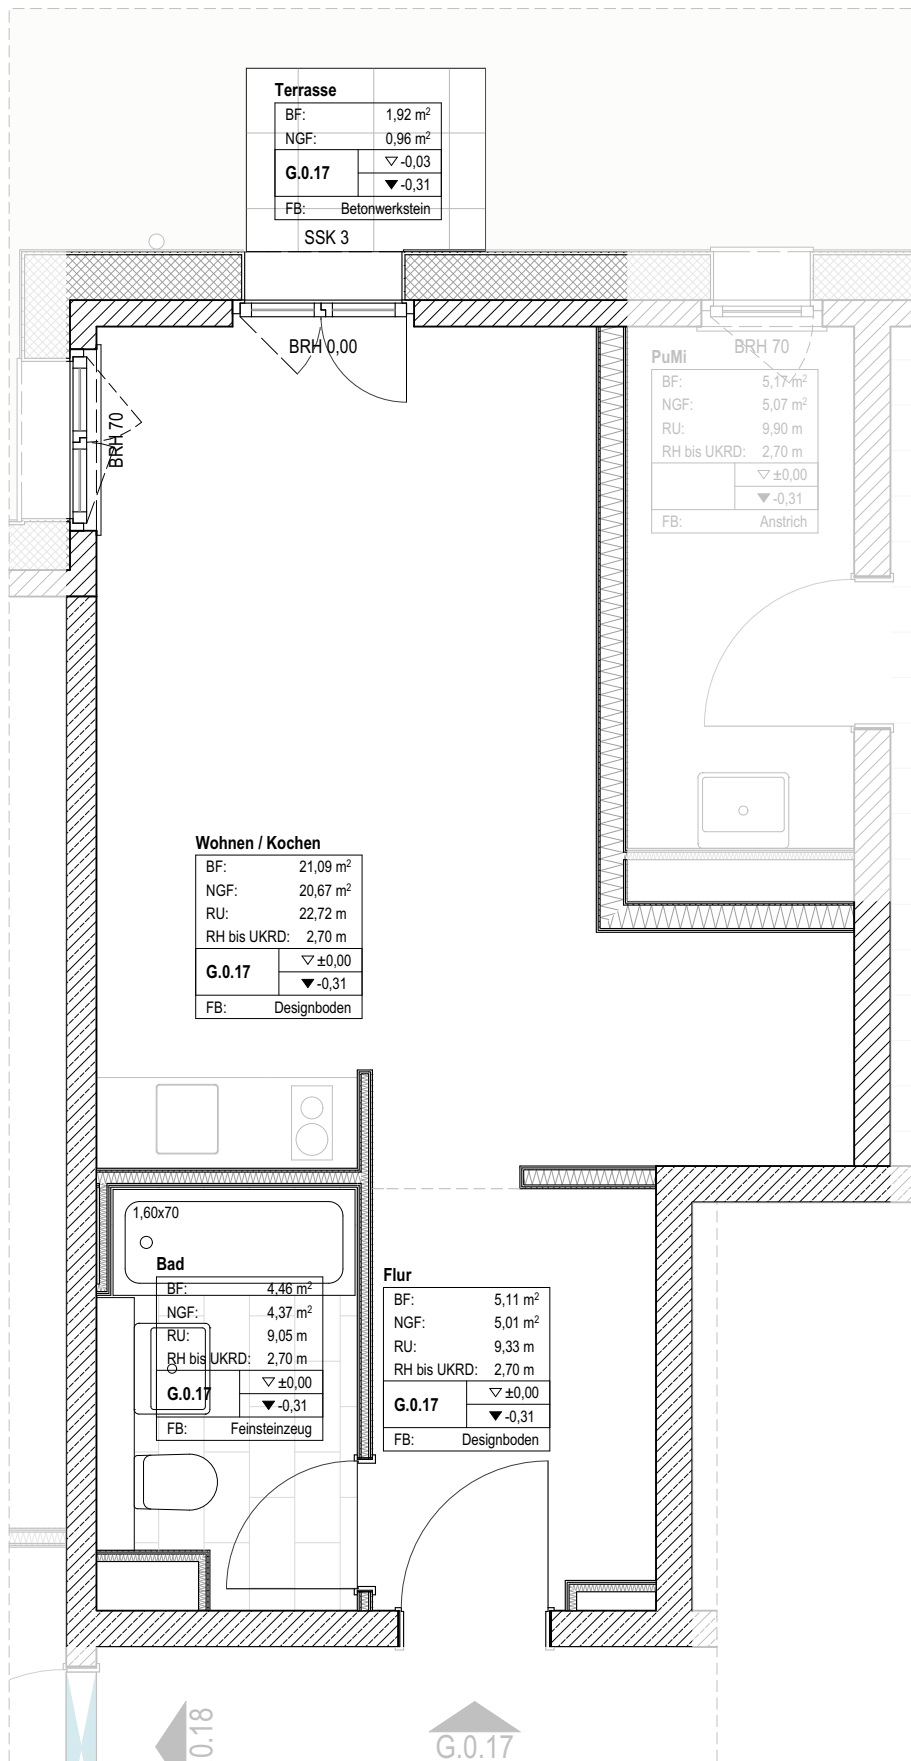 Terrasse
BF: 1,92 m²
NGF: 0,96 m²
G.0.17
▽ -0,03
▼ -0,31
FB: Betonwerkstein
SSK 3
BRH 0,00
BRH 70
BRH 70
PuMi
BF: 5,17 m²
NGF: 5,07 m²
RU: 9,90 m
RH bis UKRD: 2,70 m
▽ ±0,00
▼ -0,31
FB: Anstrich
Wohnen / Kochen
BF: 21,09 m²
NGF: 20,67 m²
RU: 22,72 m
RH bis UKRD: 2,70 m
G.0.17
▽ ±0,00
▼ -0,31
FB: Designboden
1,60x70
Bad
BF: 4,46 m²
NGF: 4,37 m²
RU: 9,05 m
RH bis UKRD: 2,70 m
G.0.17
▽ ±0,00
▼ -0,31
FB: Feinsteinzeug
Flur
BF: 5,11 m²
NGF: 5,01 m²
RU: 9,33 m
RH bis UKRD: 2,70 m
G.0.17
▽ ±0,00
▼ -0,31
FB: Designboden
0.18
G.0.17